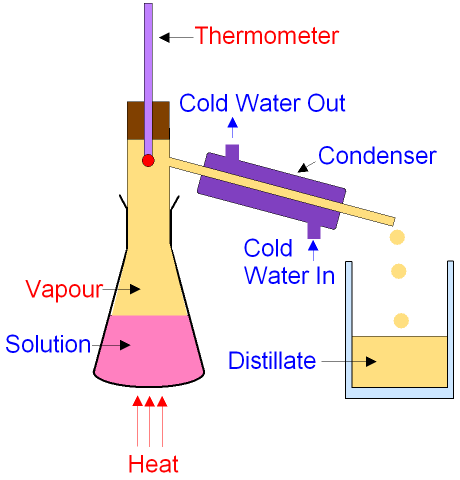 Thermometer
Cold Water Out
Condenser
Cold
Water In
Vapour
Solution
Distillate
Heat